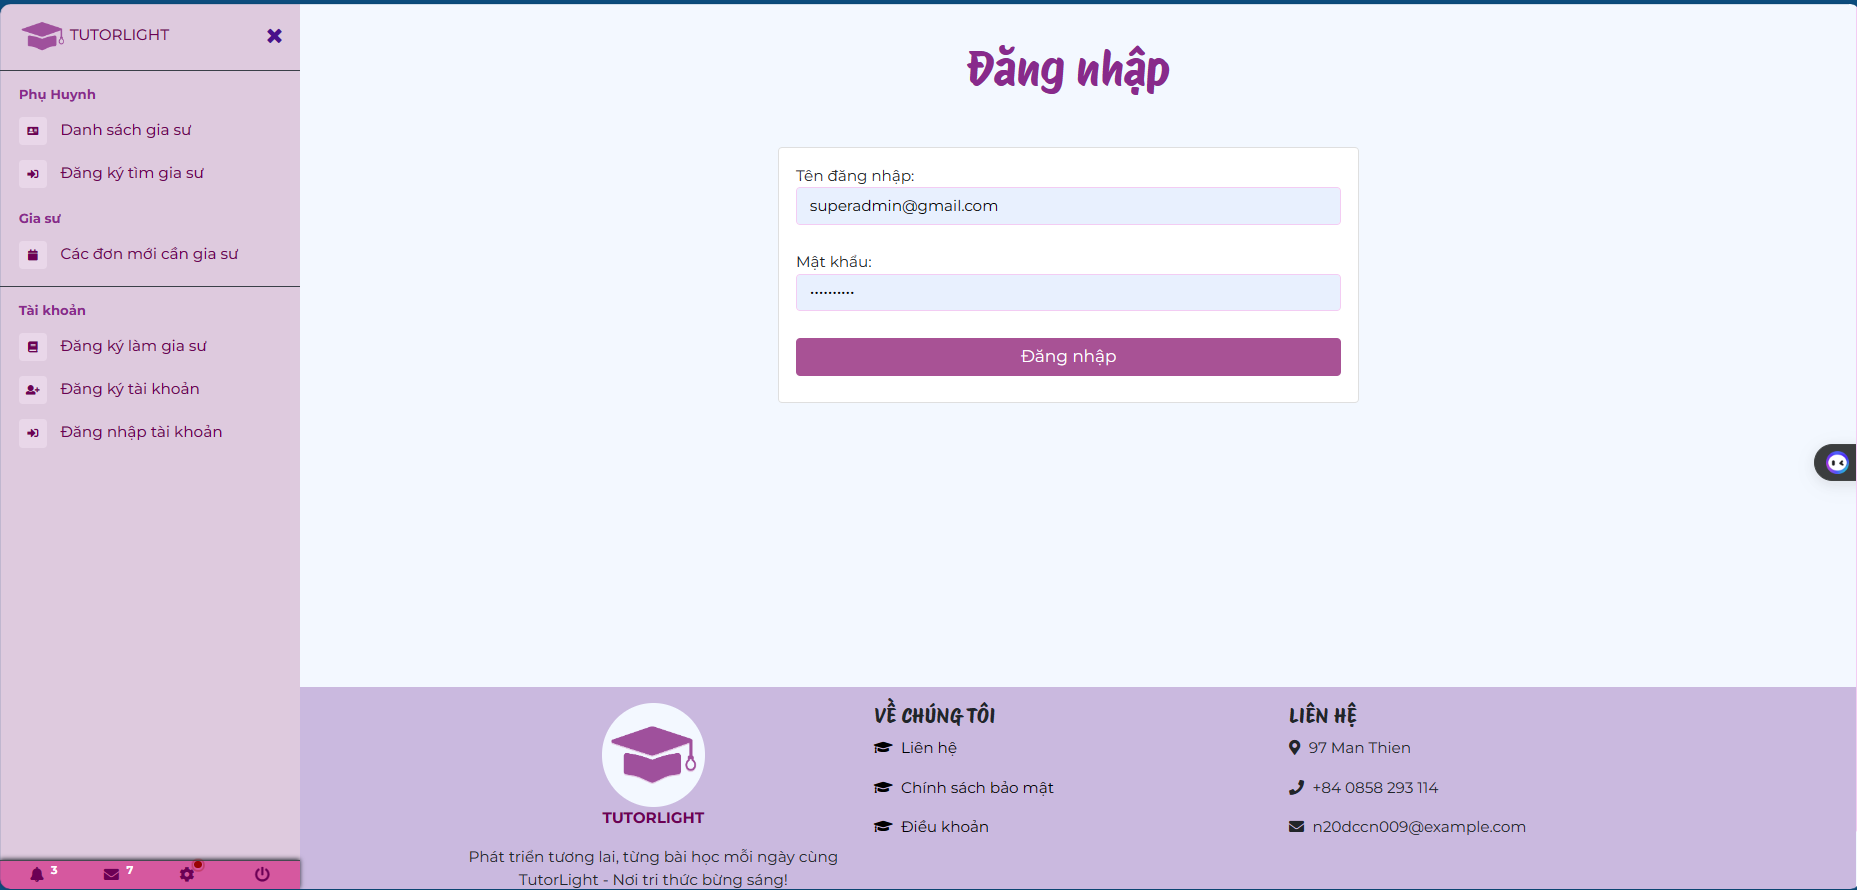 TUTORLIGHT
Phụ Huynh
Danh sách gia sư
Đăng ký tìm gia sư
Gia sư
Các đơn mới cần gia sư
Tài khoản
Đăng ký làm gia sư
Đăng ký tài khoản
Đăng nhập tài khoản
3
7
Đăng nhập
Tên đăng nhập:
superadmin@gmail.com
Mật khẩu:
Đăng nhập
TUTORLIGHT
Phát triển tương lai, từng bài học mỗi ngày cùng
TutorLight - Nơi tri thức bừng sáng!
VỀ CHÚNG TÔI
Liên hệ
Chính sách bảo mật
Điều khoản
LIÊN HỆ
97 Man Thien
+84 0858 293 114
n20dccn009@example.com